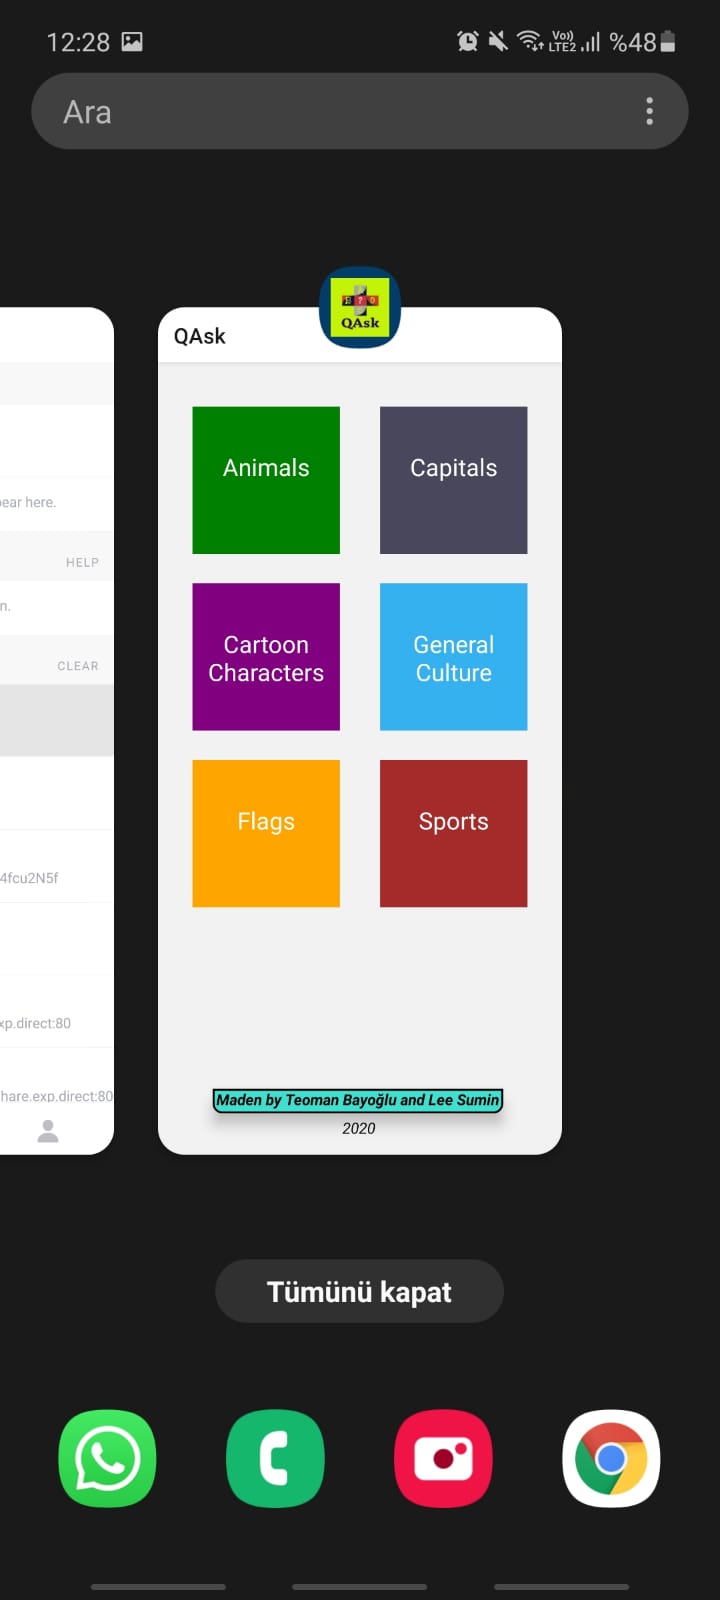 12:28
Vo))
LTE2
%48
Ara
QAsk
QAsk
Animals
Capitals
Cartoon
Characters
General
Culture
Flags
Sports
Maden by Teoman Bayoğlu and Lee Sumin
2020
ear here.
HELP
n.
CLEAR
4fcu2N5f
xp.direct:80
hare.exp.direct:80
Tümünü kapat